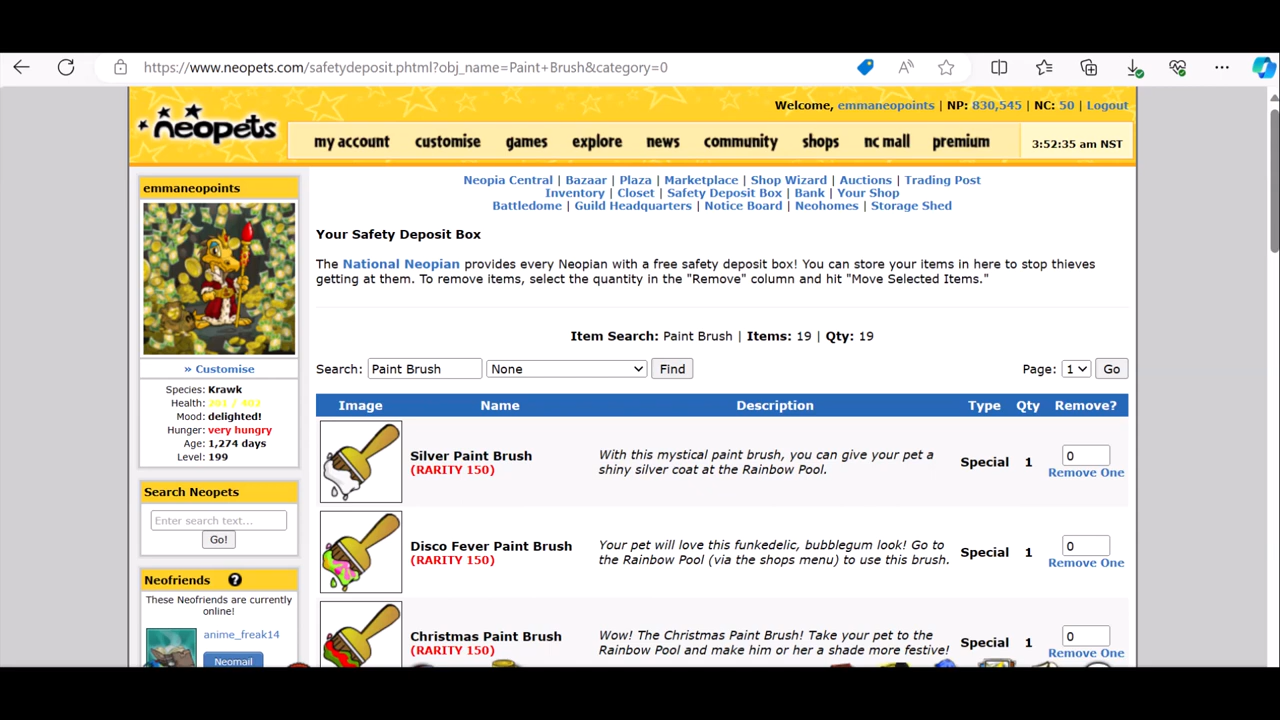 https://www.neopets.com/safetydeposit.phtml?obj_name=Paint+Brush&category=0
Welcome, emmaneopoints | NP: 830,545 | NC: 50 | Logout
neopets
my account customise games explore news community shops nc mall premium 3:52:35 am NST
emmaneopoints
» Customise
Species: Krawk
Health: 281 / 402
Mood: delighted!
Hunger: very hungry
Age: 1,274 days
Level: 199
Search Neopets
Enter search text...
Go!
Neofriends ?
These Neofriends are currently
online!
anime_freak14
Neomail
Neopia Central | Bazaar | Plaza | Marketplace | Shop Wizard | Auctions | Trading Post
Inventory | Closet | Safety Deposit Box | Bank | Your Shop
Battledome | Guild Headquarters | Notice Board | Neohomes | Storage Shed
Your Safety Deposit Box
The National Neopian provides every Neopian with a free safety deposit box! You can store your items in here to stop thieves
getting at them. To remove items, select the quantity in the "Remove" column and hit "Move Selected Items."
Item Search: Paint Brush | Items: 19 | Qty: 19
Search: Paint Brush None Find Page: 1 Go
Image Name Description Type Qty Remove?
Silver Paint Brush
(RARITY 150)
With this mystical paint brush, you can give your pet a
shiny silver coat at the Rainbow Pool.
Special 1 0
Remove One
Disco Fever Paint Brush
(RARITY 150)
Your pet will love this funkedelic, bubblegum look! Go to
the Rainbow Pool (via the shops menu) to use this brush.
Special 1 0
Remove One
Christmas Paint Brush
(RARITY 150)
Wow! The Christmas Paint Brush! Take your pet to the
Rainbow Pool and make him or her a shade more festive!
Special 1 0
Remove One